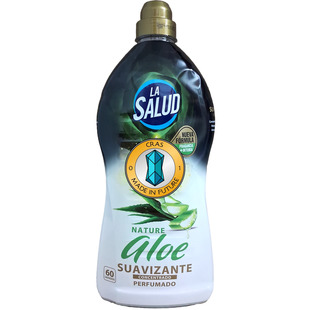 LA
SALUD
NUEVA
FÓRMULA
CRAS
O T
MADE IN FUTURE
NATURE
aloe
SUAVIZANTE
CONCENTRADO
PERFUMADO
60